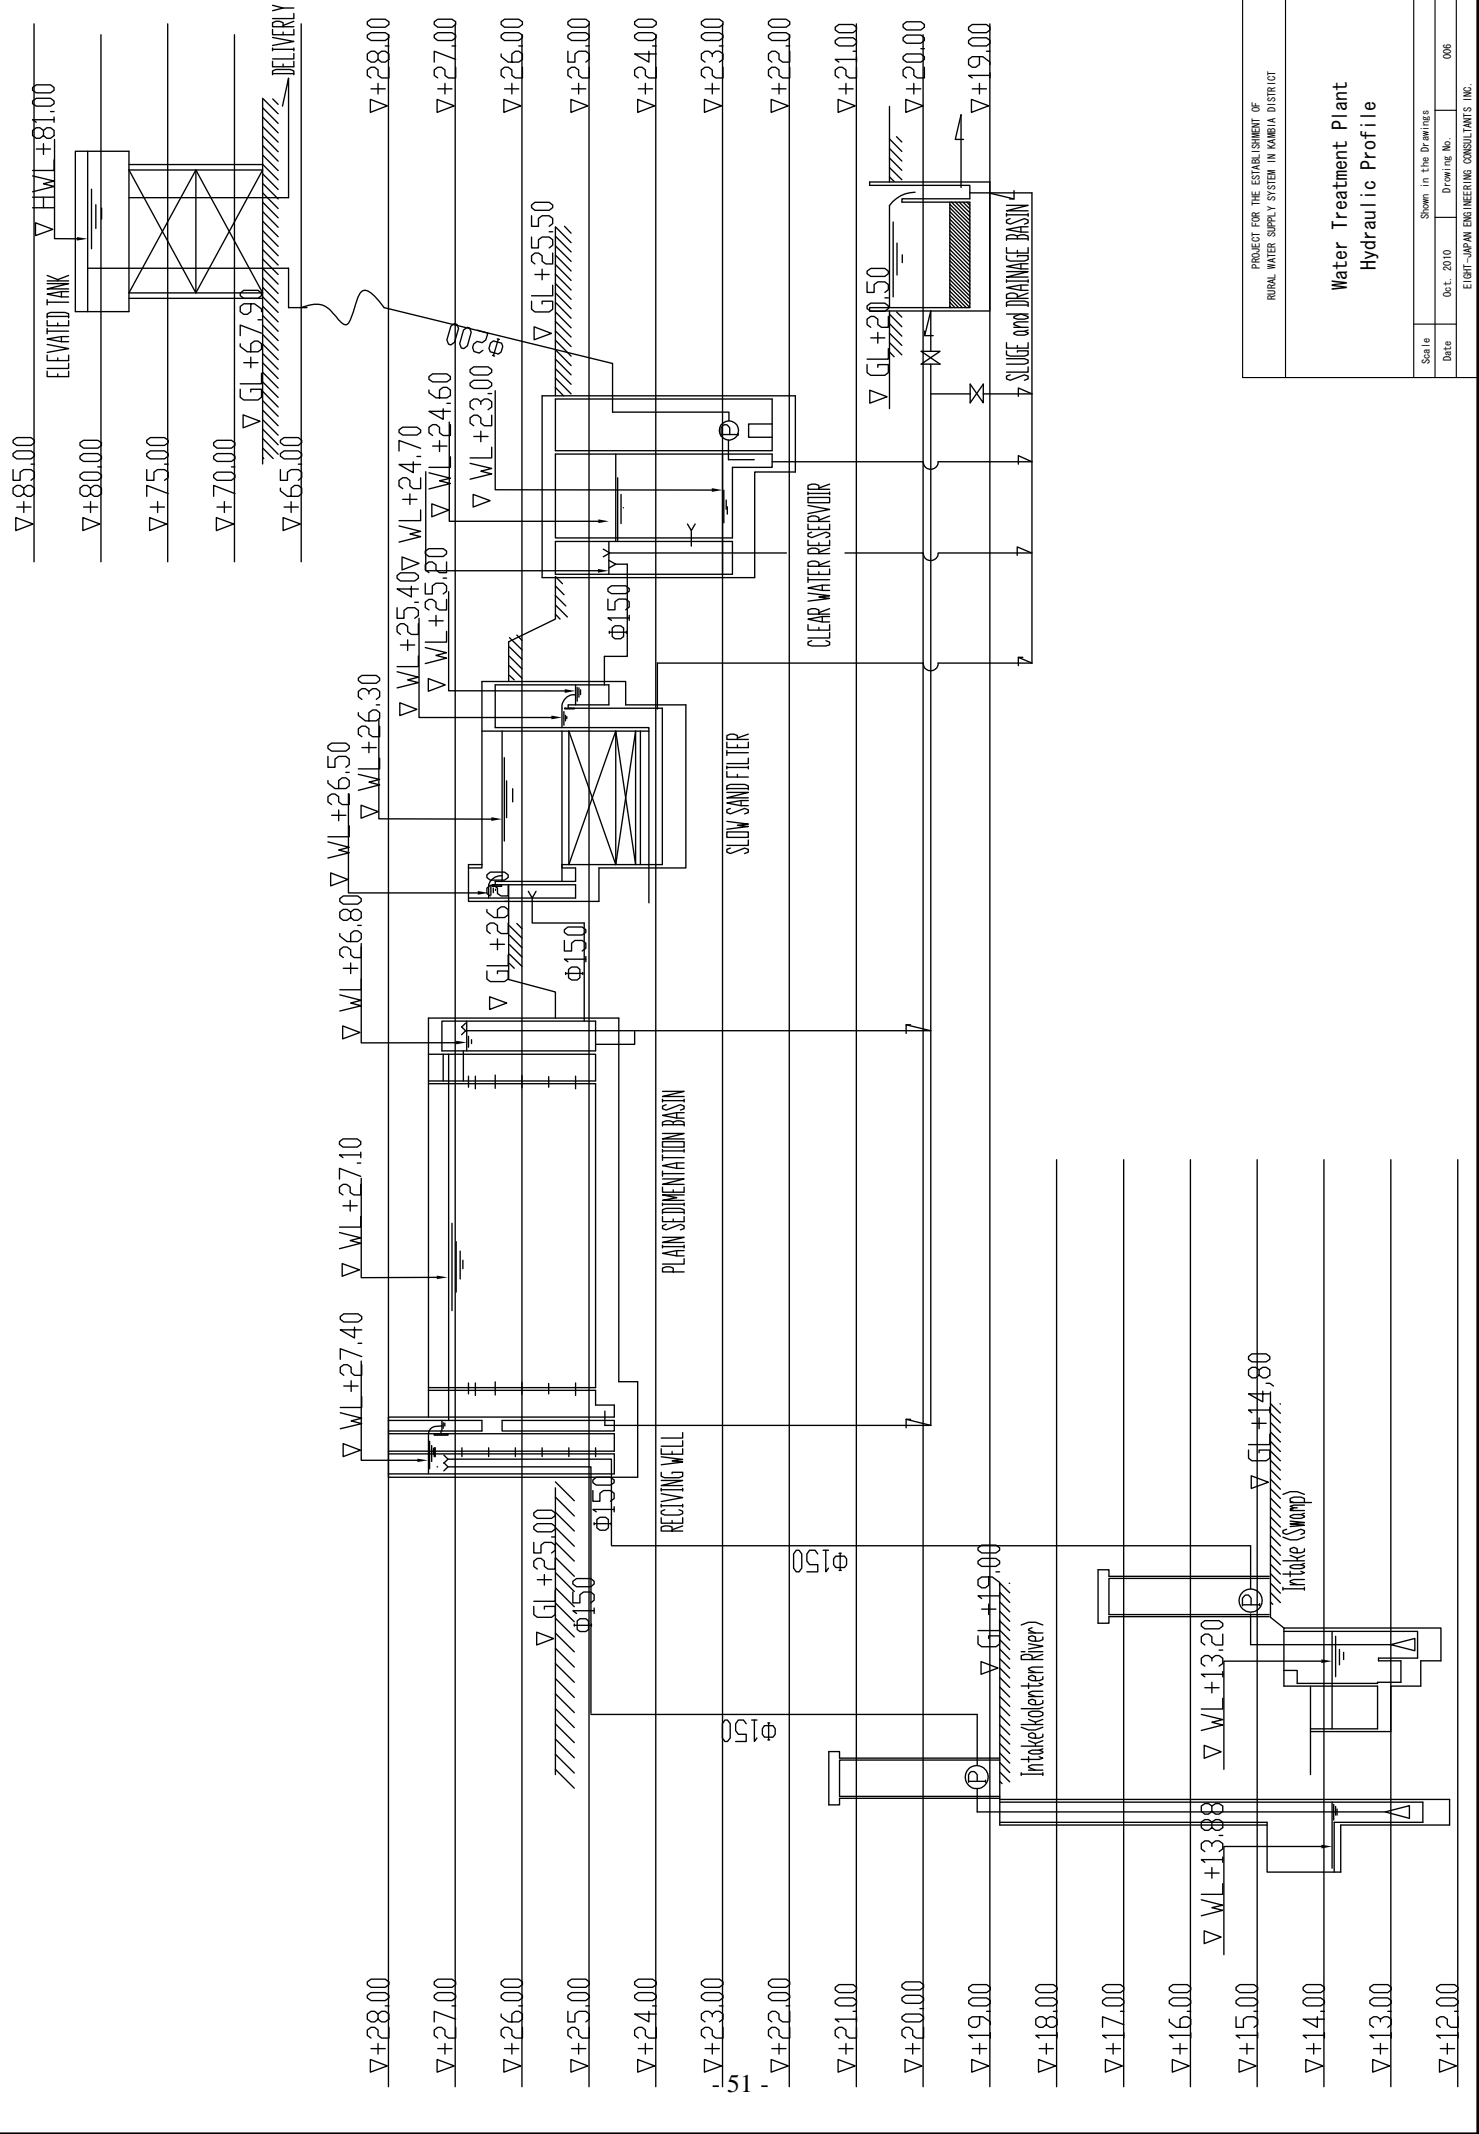 ▽+85.00
▽+80.00
▽+75.00
▽+70.00
▽+65.00
▽ HWL+81.00
ELEVATED TANK
▽ GL+67.90
DELIVERLY
▽+28.00
▽+27.00
▽+26.00
▽+25.00
▽+24.00
▽+23.00
▽+22.00
▽+21.00
▽+20.00
▽+19.00
▽+18.00
▽+17.00
▽+16.00
▽+15.00
▽+14.00
▽+13.00
▽+12.00
▽+28.00
▽+27.00
▽+26.00
▽+25.00
▽+24.00
▽+23.00
▽+22.00
▽+21.00
▽+20.00
▽+19.00
▽ WL+27.40
▽ WL+27.10
▽ WL+26.80
▽ WL+26.50
▽ WL+26.30
▽ WL+25.40
▽ WL+25.20
▽ WL+24.70
▽ WL+24.60
▽ WL+23.00
Φ200
▽ GL+25.50
▽ GL+25.00
Φ150
Φ150
Φ150
Φ150
Φ150
Φ150
P
RECIVING WELL
PLAIN SEDIMENTATION BASIN
SLOW SAND FILTER
CLEAR WATER RESERVOIR
▽ GL+20.50
SLUGE and DRAINAGE BASIN
▽ GL+19.00
P
Intake(kolenten River)
▽ WL+13.88
▽ GL+14,80
P
Intake (Swamp)
▽ WL+13.20
PROJECT FOR THE ESTABLISHMENT OF
RURAL WATER SUPPLY SYSTEM IN KAMBIA DISTRICT
Water Treatment Plant
Hydraulic Profile
Scale
Shown in the Drawings
Date
Oct. 2010
Drowing No.
006
EIGHT-JAPAN ENGINEERING CONSULTANTS INC.
- 51 -